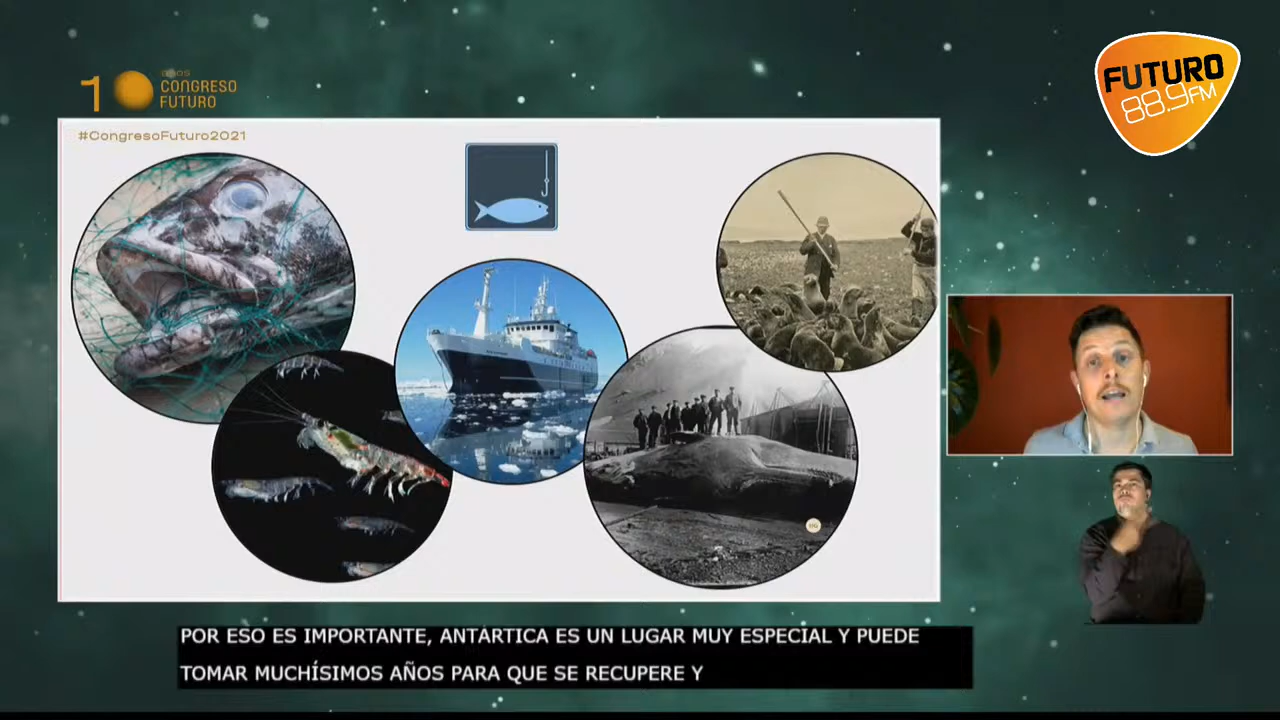 10 AÑOS
CONGRESO
FUTURO
FUTURO
88.9FM
#CongresoFuturo2021
POR ESO ES IMPORTANTE, ANTÁRTICA ES UN LUGAR MUY ESPECIAL Y PUEDE
TOMAR MUCHÍSIMOS AÑOS PARA QUE SE RECUPERE Y